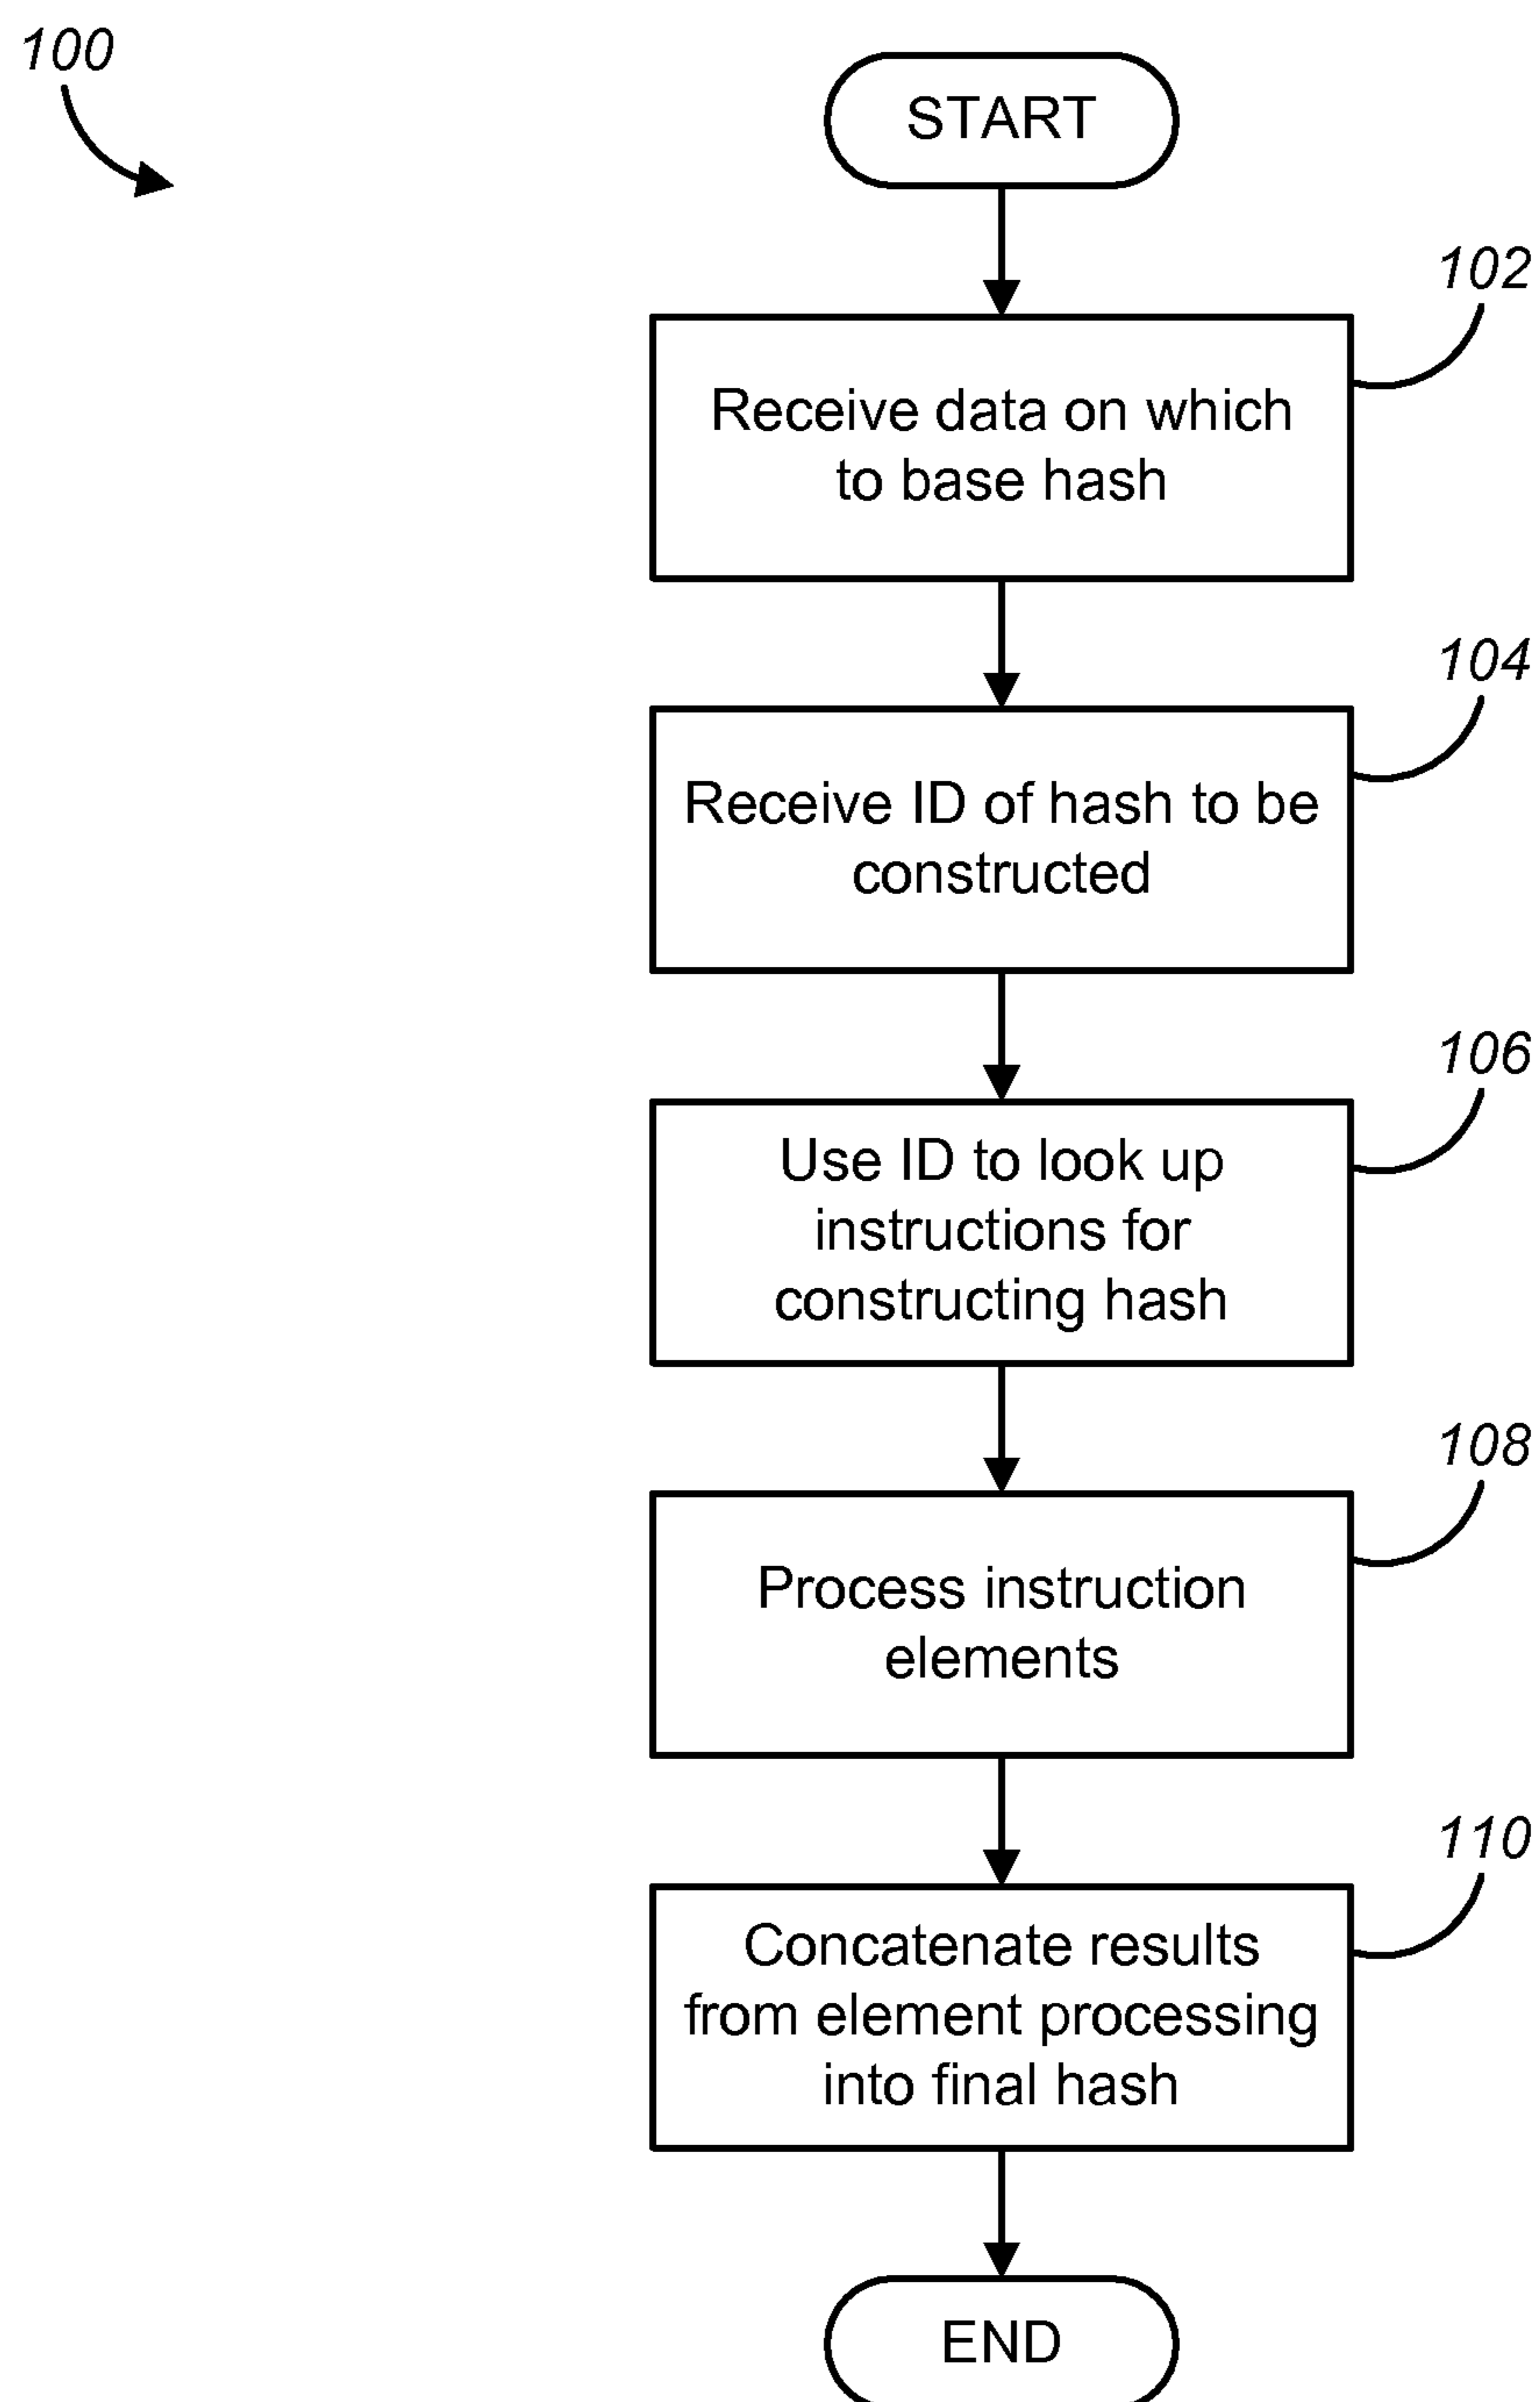 100
START
102
Receive data on which
to base hash
104
Receive ID of hash to be
constructed
106
Use ID to look up
instructions for
constructing hash
108
Process instruction
elements
110
Concatenate results
from element processing
into final hash
END